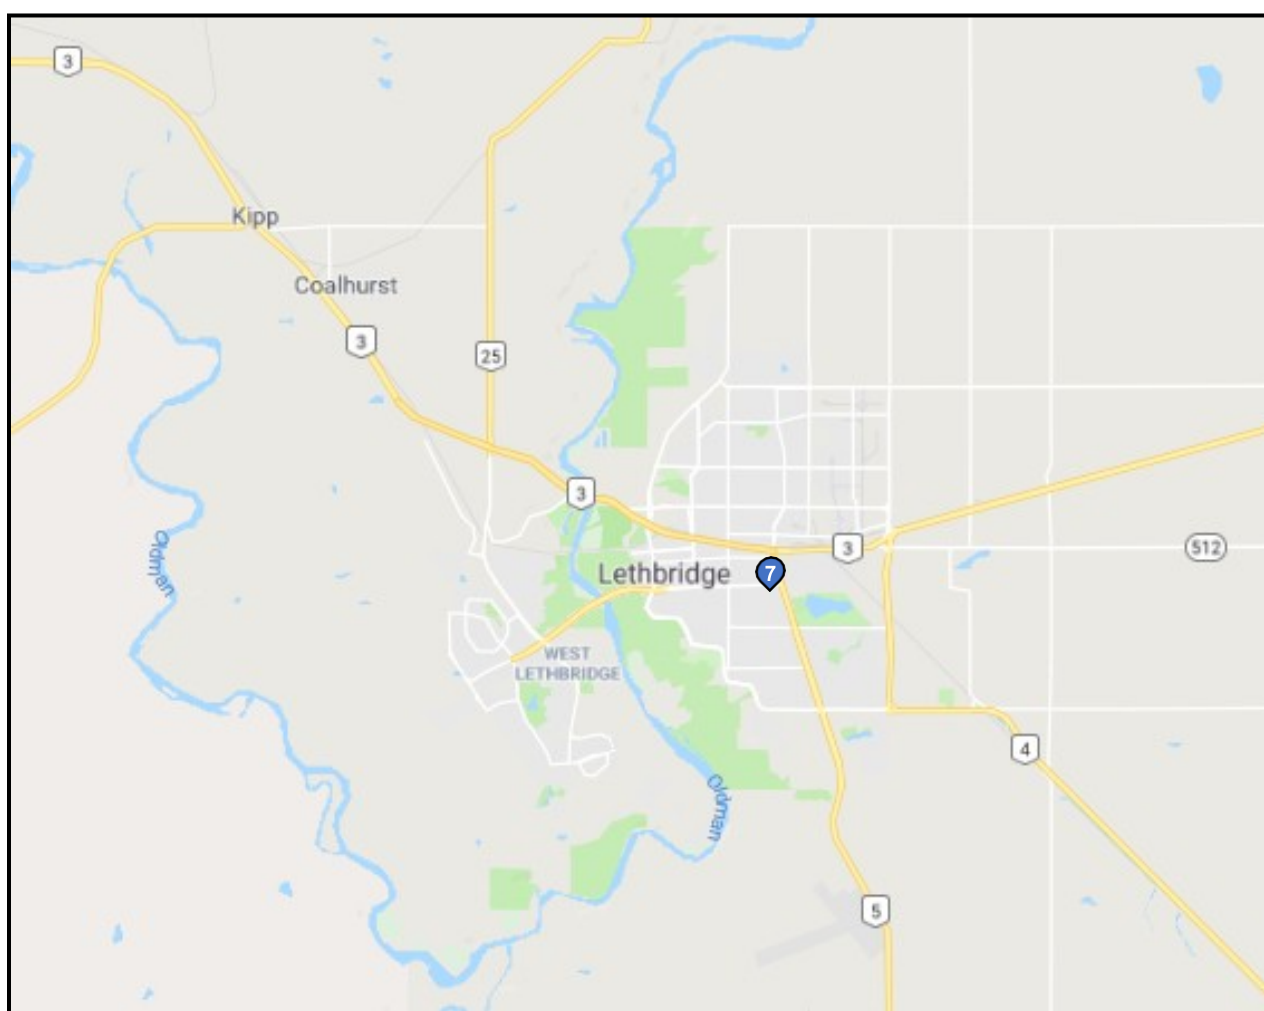 3
Kipp
Coalhurst
3
25
3
3
512
Oldman
Lethbridge
7
WEST
LETHBRIDGE
4
Oldman
5